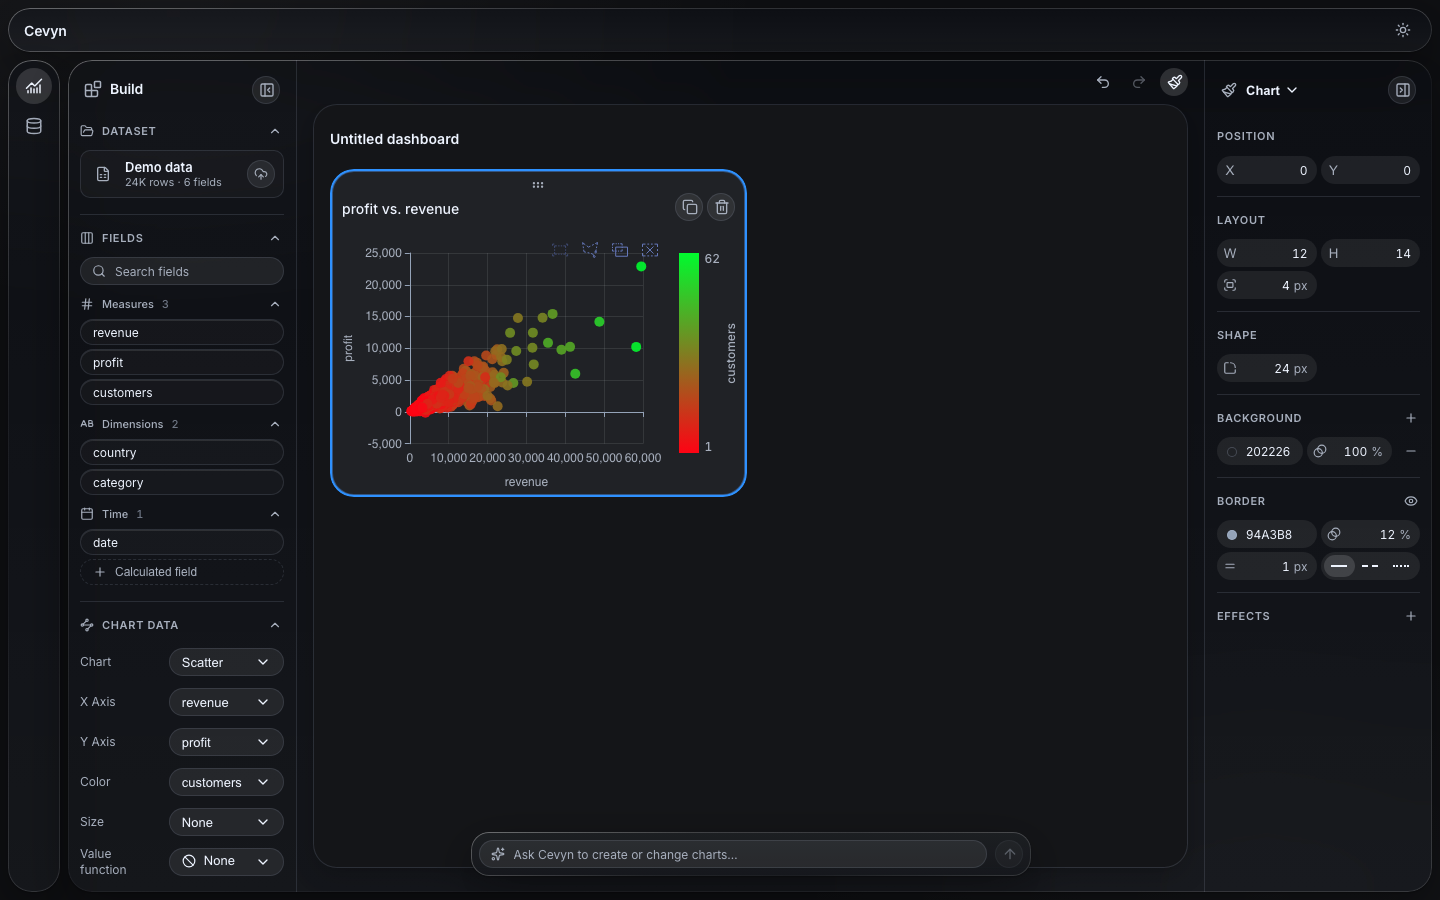 Cevyn
Build
DATASET
Demo data
24K rows · 6 fields
FIELDS
Search fields
Measures 3
revenue
profit
customers
AB Dimensions 2
country
category
Time 1
date
Calculated field
CHART DATA
Chart Scatter
X Axis revenue
Y Axis profit
Color customers
Size None
Value function None
Untitled dashboard
profit vs. revenue
25,000
20,000
15,000
10,000
5,000
0
-5,000
profit
0 10,000 20,000 30,000 40,000 50,000 60,000
revenue
62
customers
1
Ask Cevyn to create or change charts...
Chart
POSITION
X 0 Y 0
LAYOUT
W 12 H 14
4 px
SHAPE
24 px
BACKGROUND
202226 100 %
BORDER
94A3B8 12 %
1 px
EFFECTS